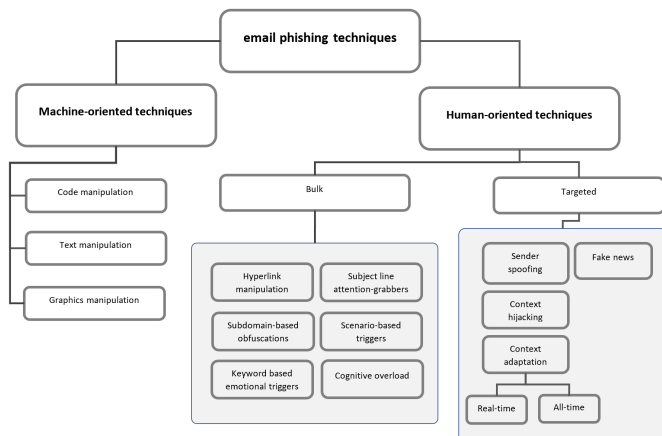 email phishing techniques
Machine-oriented techniques
Human-oriented techniques
Code manipulation
Text manipulation
Graphics manipulation
Bulk
Targeted
Hyperlink
manipulation
Subject line
attention-grabbers
Subdomain-based
obfuscations
Scenario-based
triggers
Keyword based
emotional triggers
Cognitive overload
Sender
spoofing
Fake news
Context
hijacking
Context
adaptation
Real-time
All-time